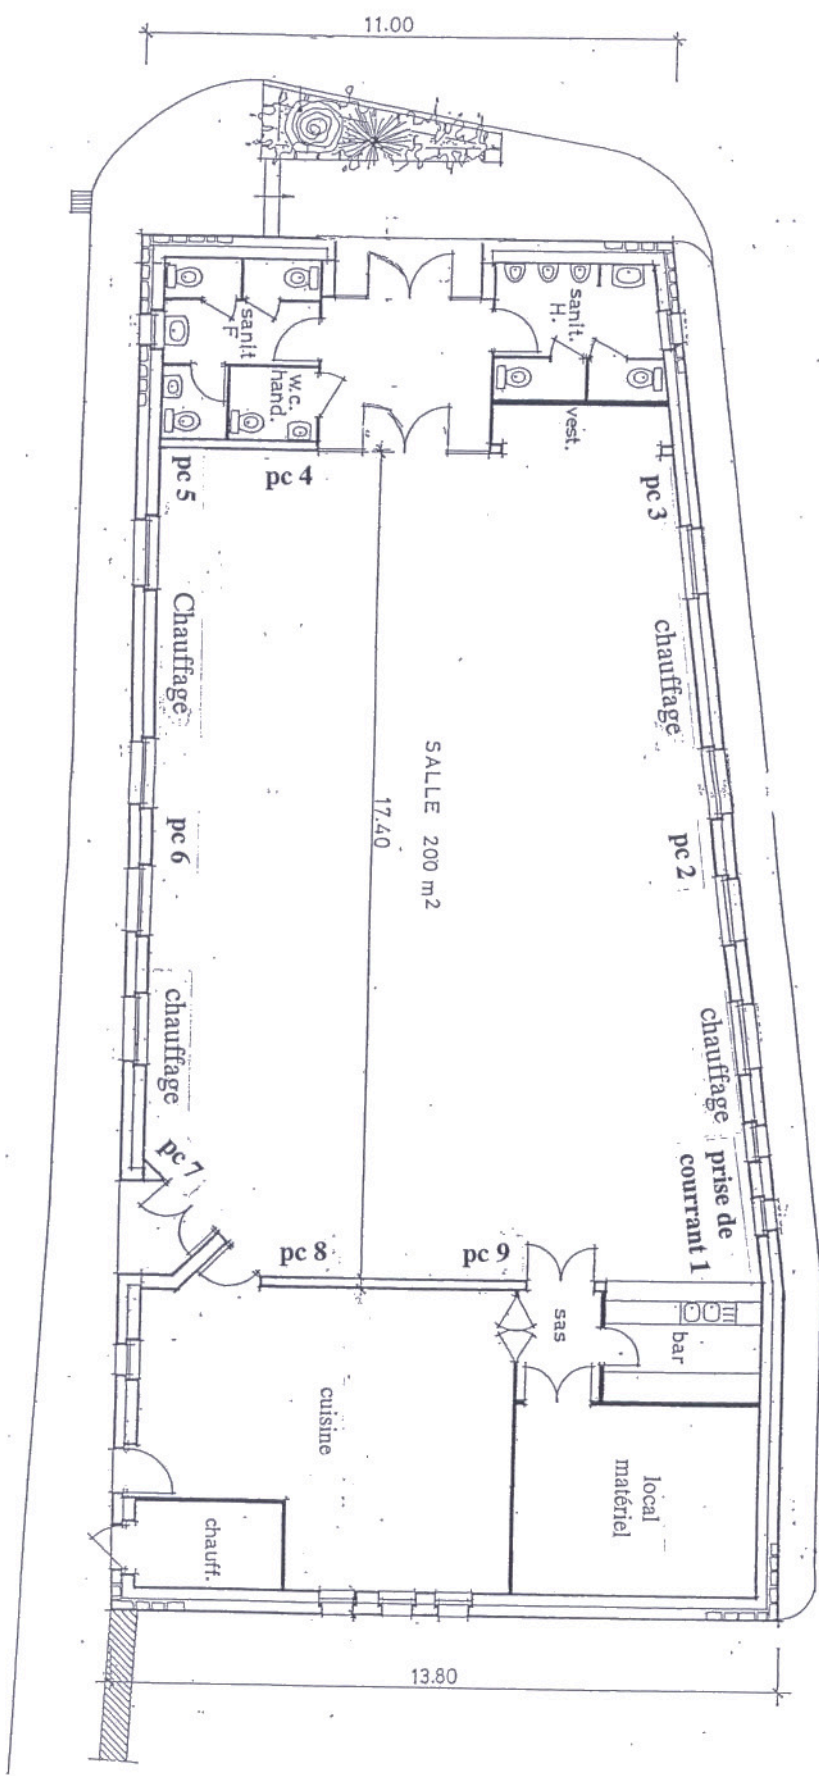 11.00
sanit.
H.
sanit
F
w.c.
hand.
vest.
pc 3
pc 4
pc 5
chauffage
Chauffage
SALLE 200 m2
17.40
pc 2
pc 6
chauffage
chauffage
prise de
courrant 1
pc 7
pc 8
pc 9
sas
bar
cuisine
local
matériel
chauff.
13.80